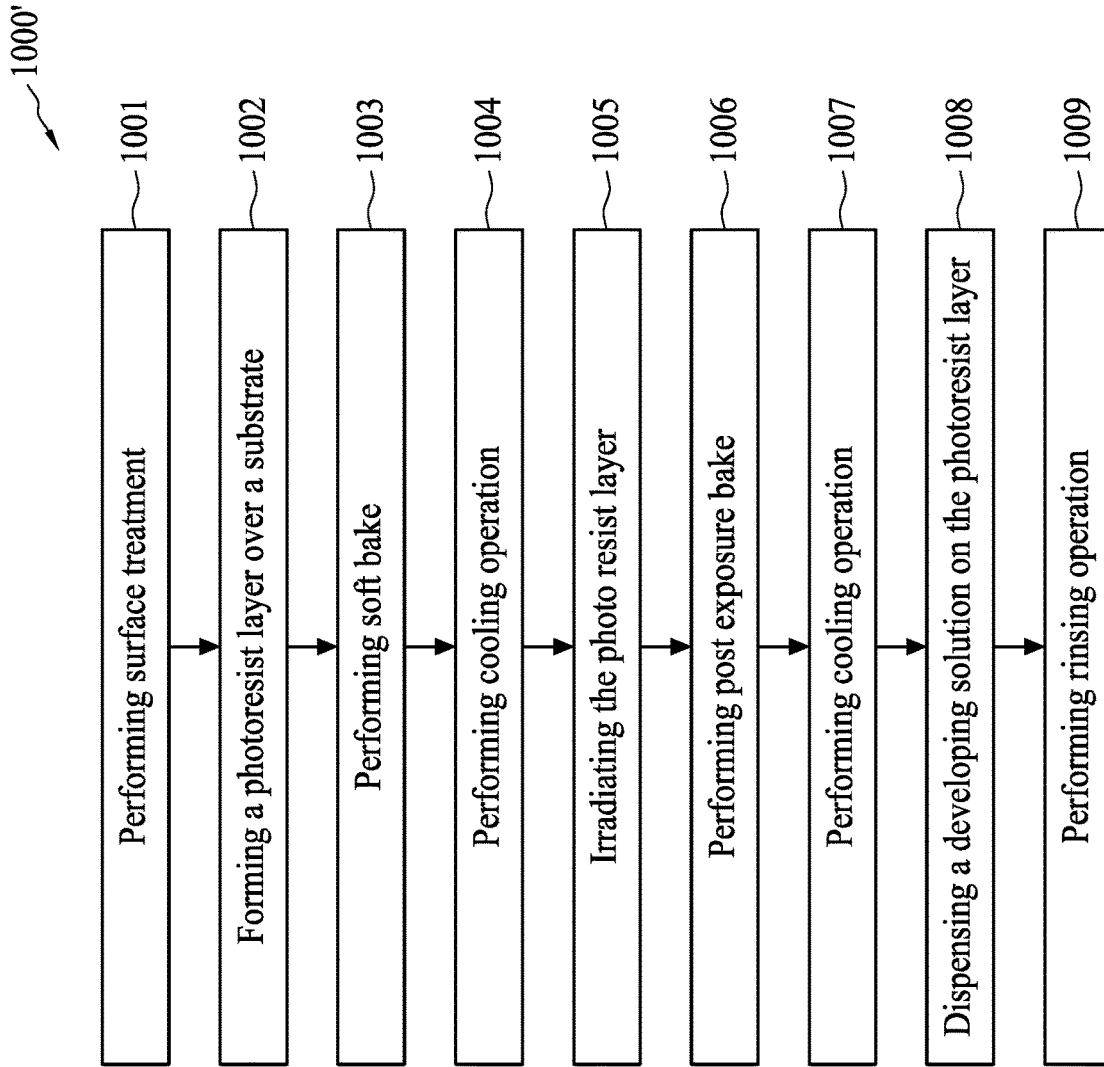 1000'
Performing surface treatment
1001
Forming a photoresist layer over a substrate
1002
Performing soft bake
1003
Performing cooling operation
1004
Irradiating the photo resist layer
1005
Performing post exposure bake
1006
Performing cooling operation
1007
Dispensing a developing solution on the photoresist layer
1008
Performing rinsing operation
1009